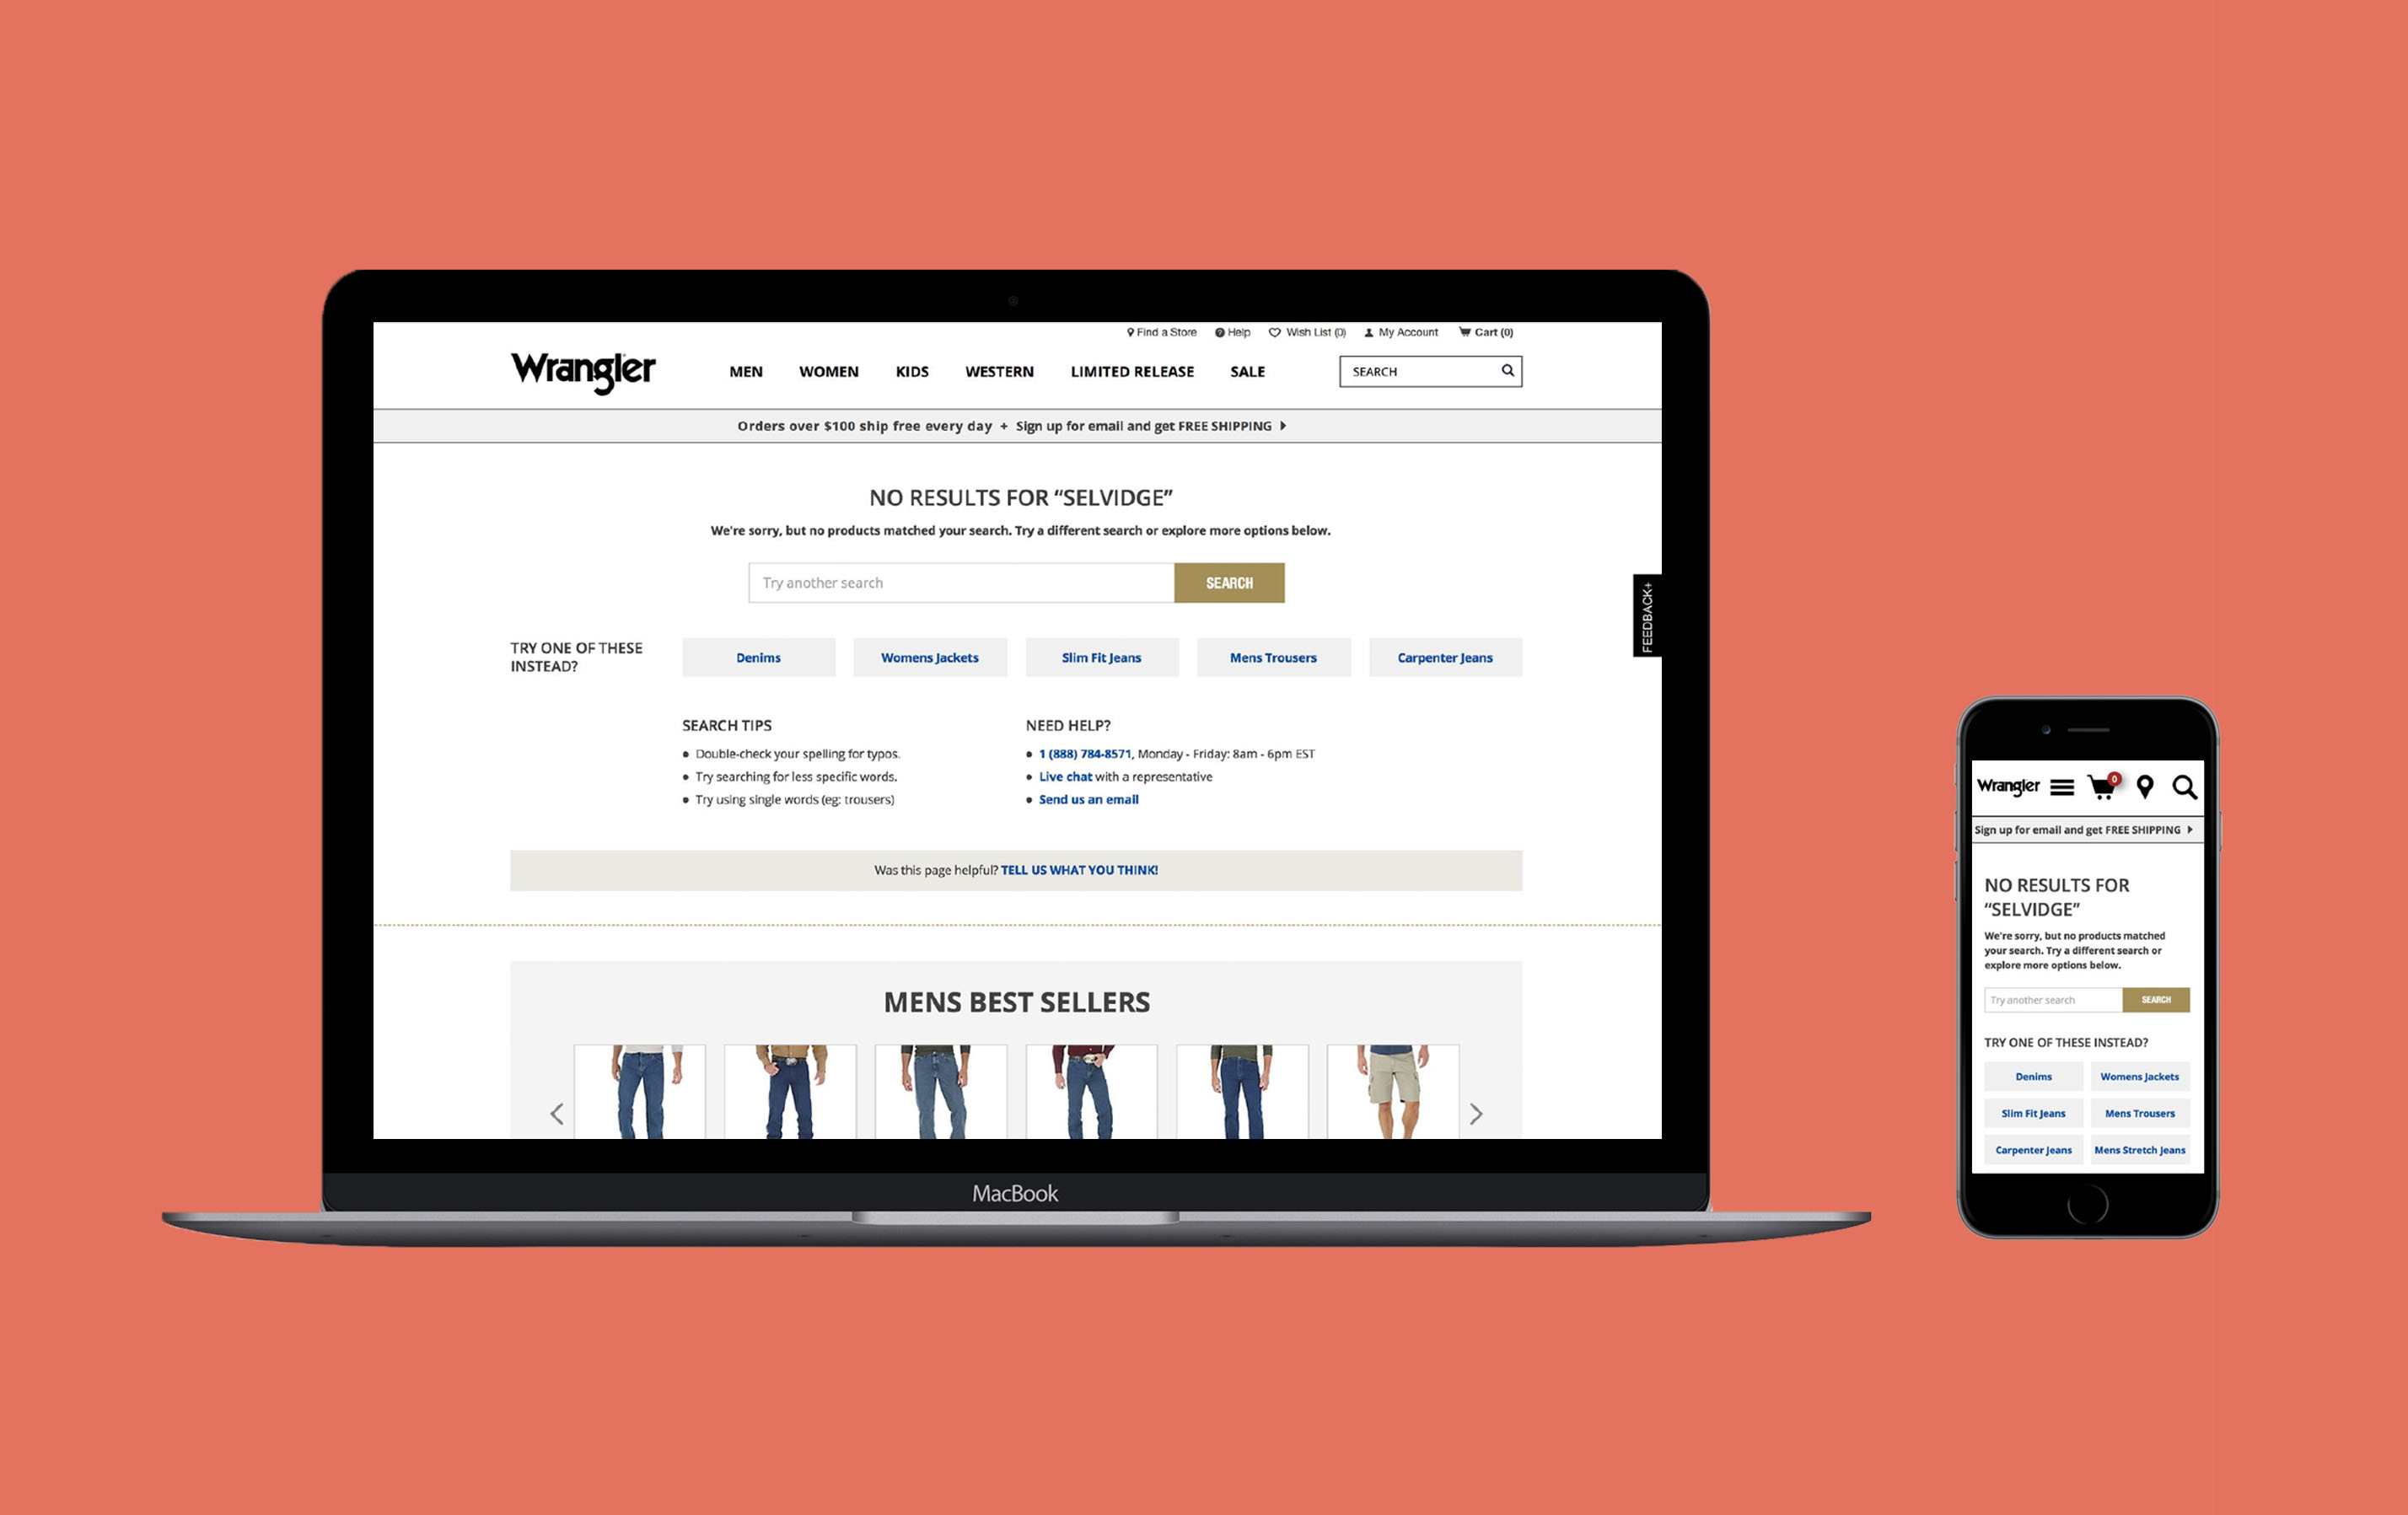 Find a Store Help Wish List (0) My Account Cart (0)
Wrangler MEN WOMEN KIDS WESTERN LIMITED RELEASE SALE SEARCH
Orders over $100 ship free every day + Sign up for email and get FREE SHIPPING
NO RESULTS FOR “SELVIDGE”
We're sorry, but no products matched your search. Try a different search or explore more options below.
Try another search SEARCH
FEEDBACK+
TRY ONE OF THESE
INSTEAD?
Denims Womens Jackets Slim Fit Jeans Mens Trousers Carpenter Jeans
SEARCH TIPS
• Double-check your spelling for typos.
• Try searching for less specific words.
• Try using single words (eg: trousers)
NEED HELP?
• 1 (888) 784-8571, Monday - Friday: 8am - 6pm EST
• Live chat with a representative
• Send us an email
Was this page helpful? TELL US WHAT YOU THINK!
MENS BEST SELLERS
MacBook
Wrangler 0
Sign up for email and get FREE SHIPPING
NO RESULTS FOR
“SELVIDGE”
We're sorry, but no products matched
your search. Try a different search or
explore more options below.
Try another search SEARCH
TRY ONE OF THESE INSTEAD?
Denims Womens Jackets
Slim Fit Jeans Mens Trousers
Carpenter Jeans Mens Stretch Jeans